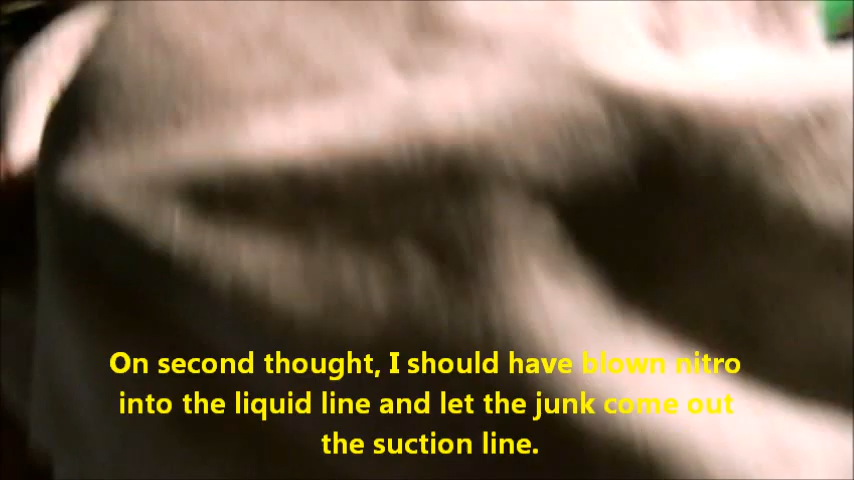 On second thought, I should have blown nitro
into the liquid line and let the junk come out
the suction line.